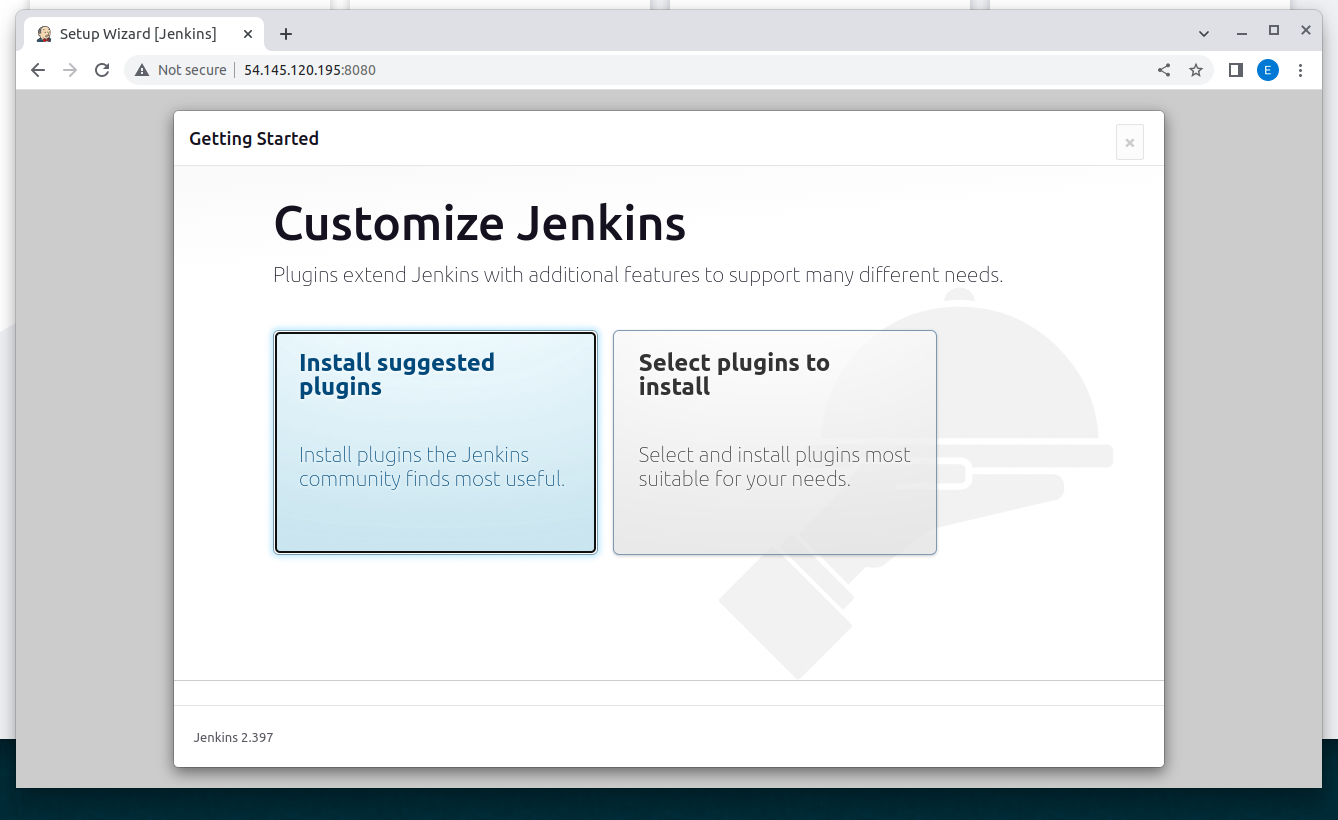 Setup Wizard [Jenkins]
Not secure
54.145.120.195:8080
E
Getting Started
Customize Jenkins
Plugins extend Jenkins with additional features to support many different needs.
Install suggested
plugins
Install plugins the Jenkins
community finds most useful.
Select plugins to
install
Select and install plugins most
suitable for your needs.
Jenkins 2.397